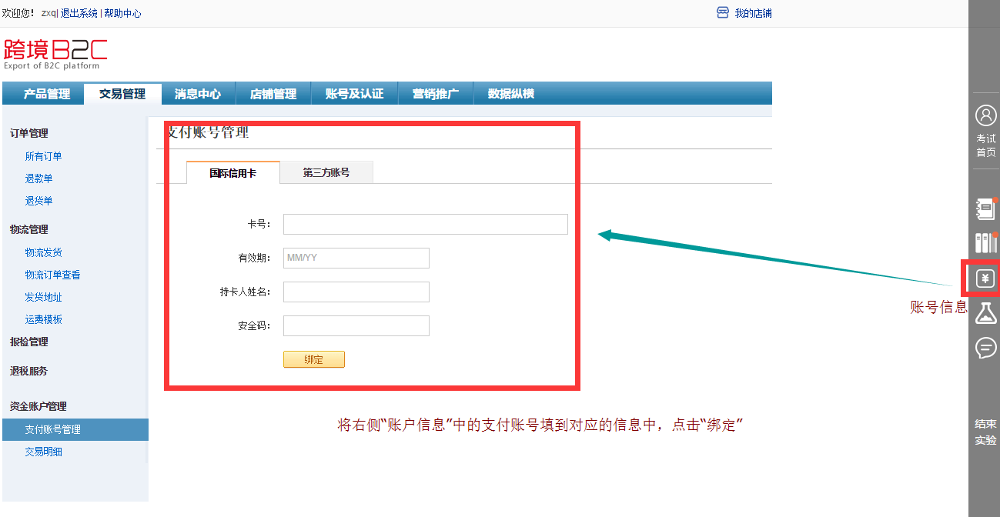 欢迎您! zxq| 退出系统 | 帮助中心
我的店铺
跨境B2C
Export of B2C platform
产品管理 交易管理 消息中心 店铺管理 账号及认证 营销推广 数据纵横
订单管理
所有订单
退款单
退货单
物流管理
物流发货
物流订单查看
发货地址
运费模板
报检管理
退税服务
资金账户管理
支付账号管理
交易明细
支付账号管理
国际信用卡 第三方账号
卡号:
有效期: MM/YY
持卡人姓名:
安全码:
绑定
将右侧“账户信息”中的支付账号填到对应的信息中，点击“绑定”
账号信息
考试
首页
¥
结束
实验